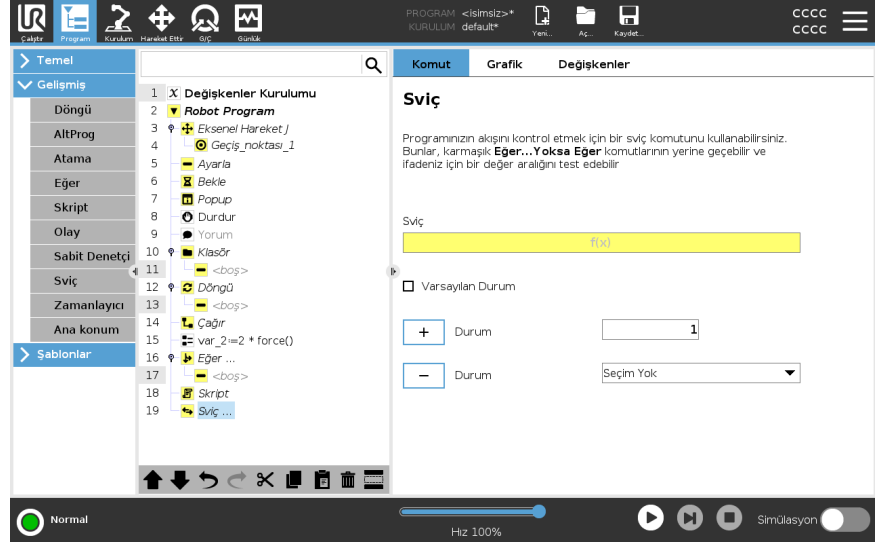 UR
PROGRAM <isimsiz>*
KURULUM default*
Çalıştır
Program
Kurulum
Hareket Ettir
G/Ç
Günlük
Yeni...
Aç...
Kaydet...
CCCC
CCCC
Temel
Gelişmiş
Döngü
AltProg
Atama
Eğer
Skript
Olay
Sabit Denetçi
Sviç
Zamanlayıcı
Ana konum
Şablonlar
1 X Değişkenler Kurulumu
2 Robot Program
3 Eksenel Hareket J
4 Geçiş_noktası_1
5 Ayarla
6 Bekle
7 Popup
8 Durdur
9 Yorum
10 Klasör
11 <boş>
12 Döngü
13 <boş>
14 Çağır
15 var_2≔2 * force()
16 Eğer ...
17 <boş>
18 Skript
19 Sviç ...
Komut Grafik Değişkenler
Sviç
Programınızın akışını kontrol etmek için bir sviç komutunu kullanabilirsiniz.
Bunlar, karmaşık Eğer...Yoksa Eğer komutlarının yerine geçebilir ve
ifadeniz için bir değer aralığını test edebilir
Sviç
f(x)
Varsayılan Durum
+ Durum 1
− Durum Seçim Yok
Normal
Hız 100%
Simülasyon